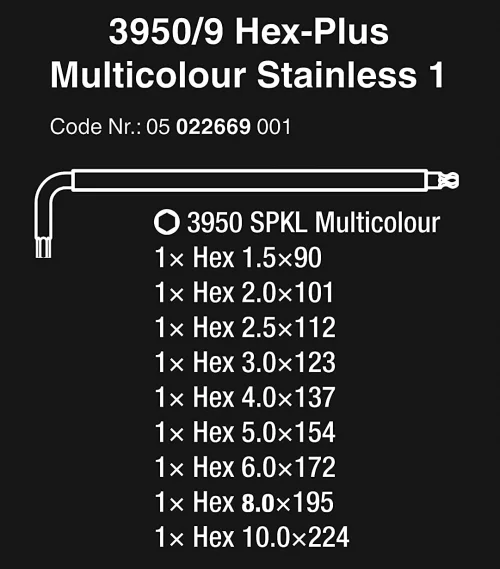 3950/9 Hex-Plus
Multicolour Stainless 1
Code Nr.: 05 022669 001
3950 SPKL Multicolour
1× Hex 1.5×90
1× Hex 2.0×101
1× Hex 2.5×112
1× Hex 3.0×123
1× Hex 4.0×137
1× Hex 5.0×154
1× Hex 6.0×172
1× Hex 8.0×195
1× Hex 10.0×224